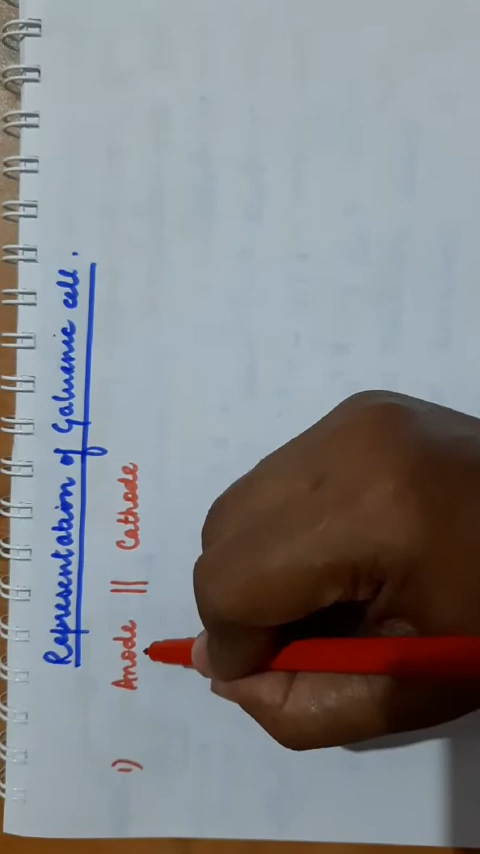 Representation of Galvanic cell.
1) Anode || Cathode